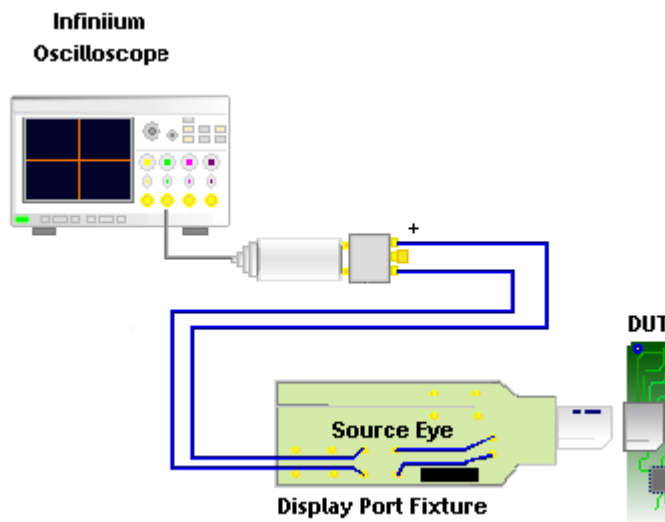 Infiniium
Oscilloscope
+
DUT
Source Eye
Display Port Fixture